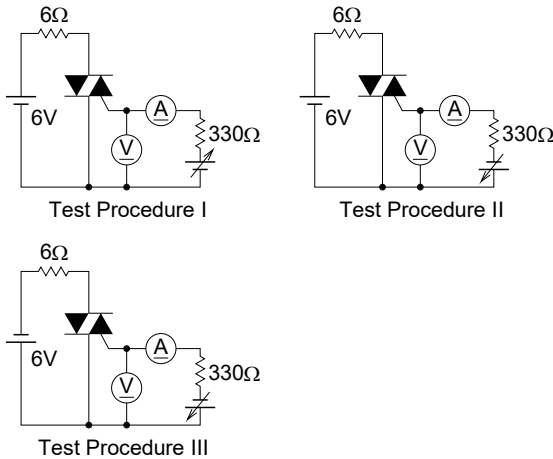 6Ω
6V
A
V
330Ω
Test Procedure I
6Ω
6V
A
V
330Ω
Test Procedure II
6Ω
6V
A
V
330Ω
Test Procedure III